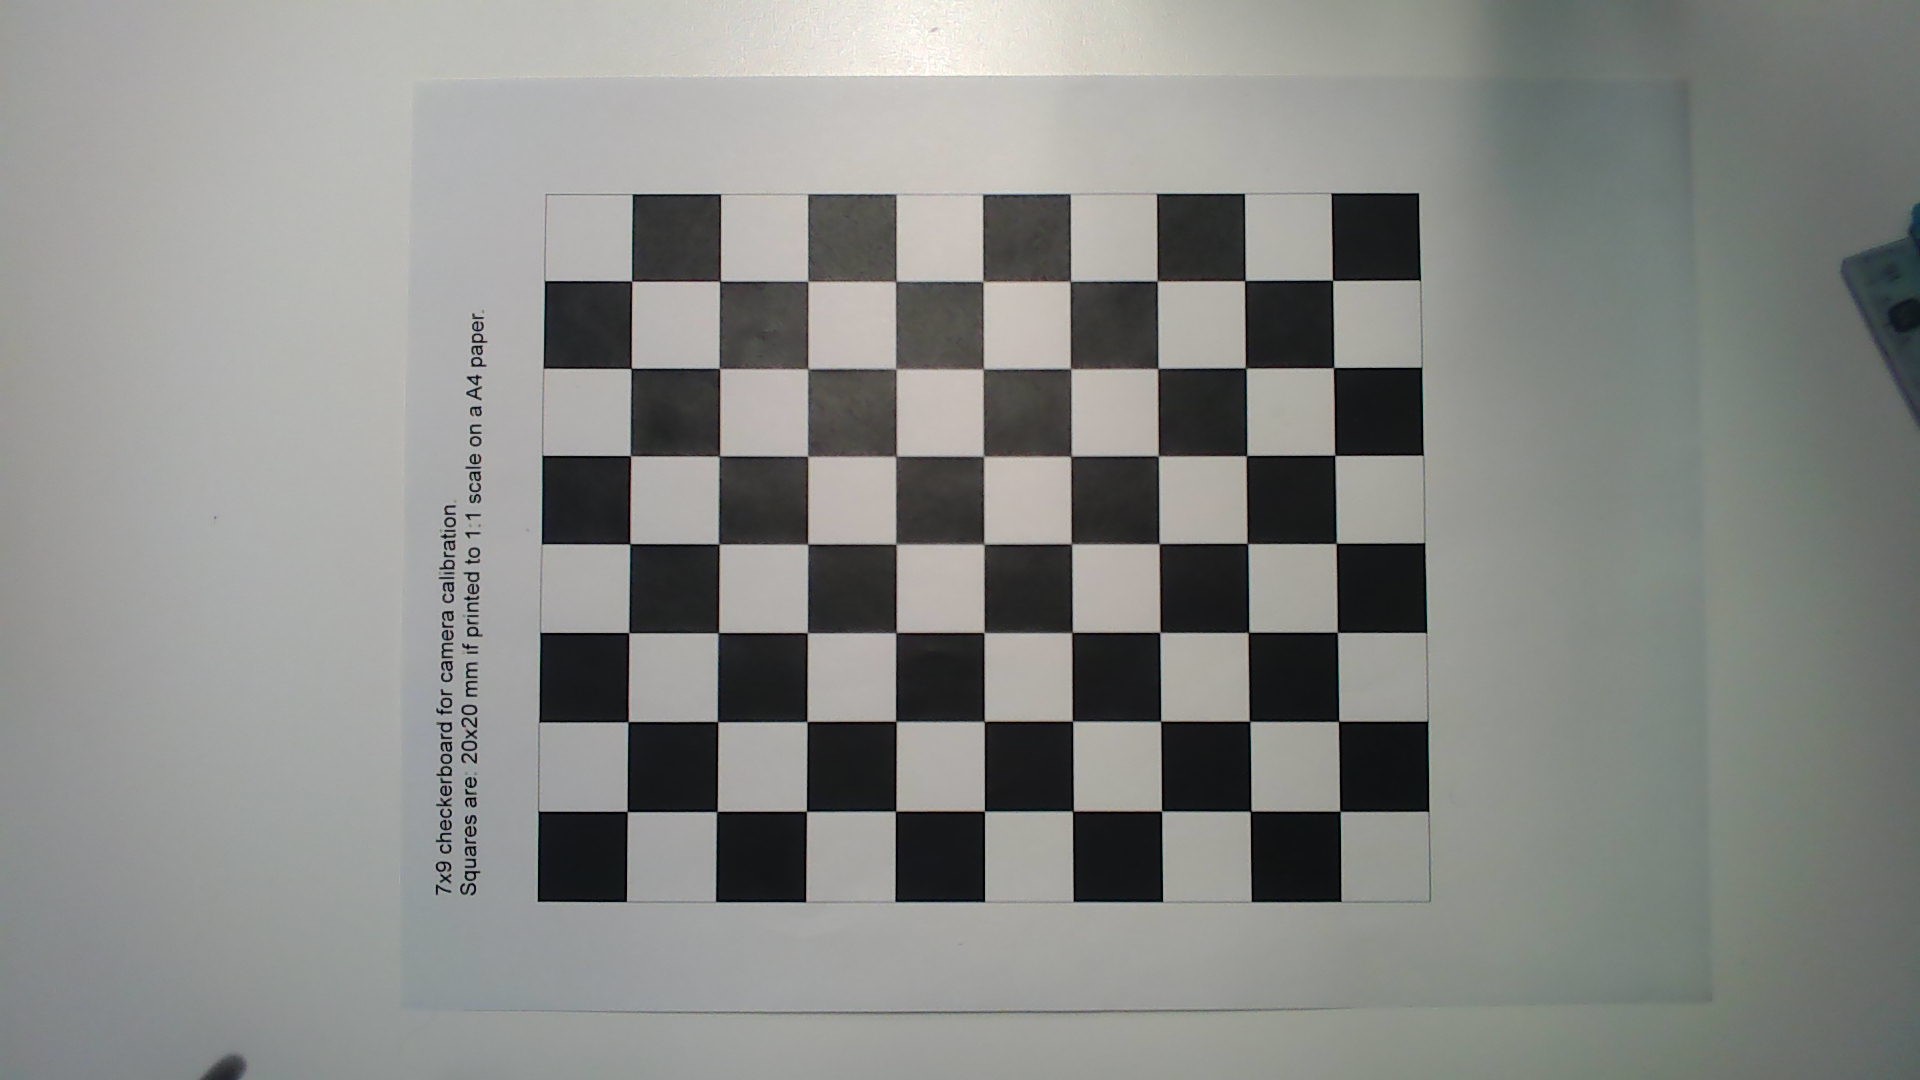 7x9 checkerboard for camera calibration.
Squares are: 20x20 mm if printed to 1:1 scale on a A4 paper.